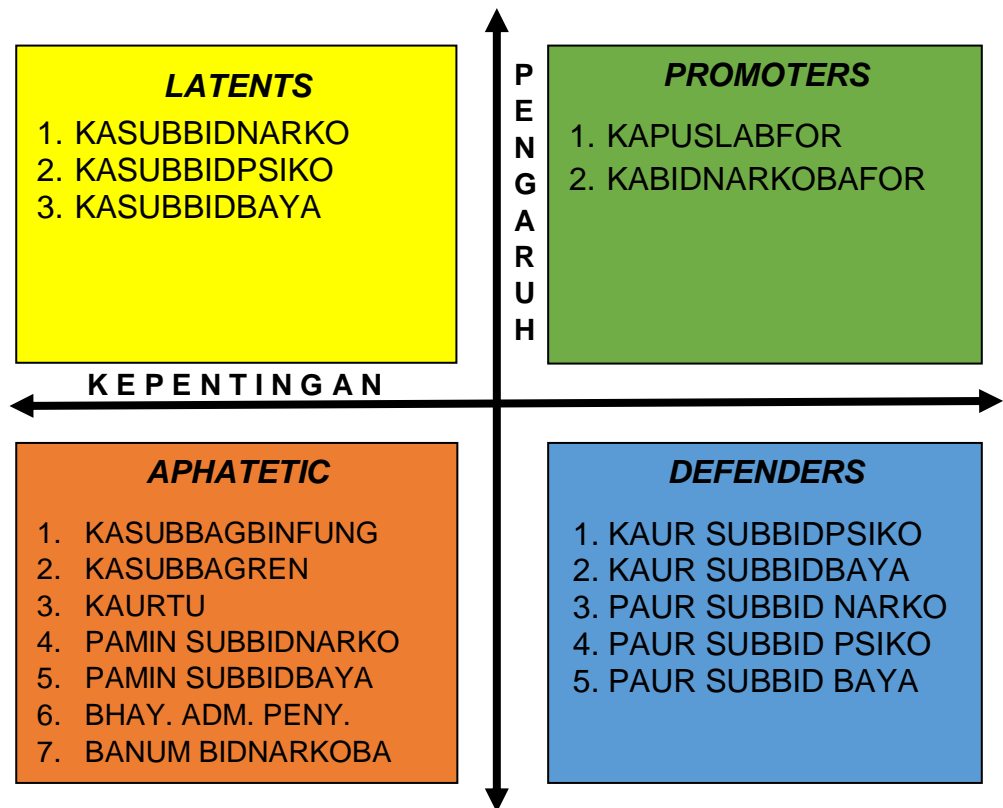 LATENTS
1. KASUBBIDNARKO
2. KASUBBIDPSIKO
3. KASUBBIDBAYA
PENGARUH
PROMOTERS
1. KAPUSLABFOR
2. KABIDNARKOBAFOR
KEPENTINGAN
APHATETIC
1. KASUBBAGBINFUNG
2. KASUBBAGREN
3. KAURTU
4. PAMIN SUBBIDNARKO
5. PAMIN SUBBIDBAYA
6. BHAY. ADM. PENY.
7. BANUM BIDNARKOBA
DEFENDERS
1. KAUR SUBBIDPSIKO
2. KAUR SUBBIDBAYA
3. PAUR SUBBID NARKO
4. PAUR SUBBID PSIKO
5. PAUR SUBBID BAYA